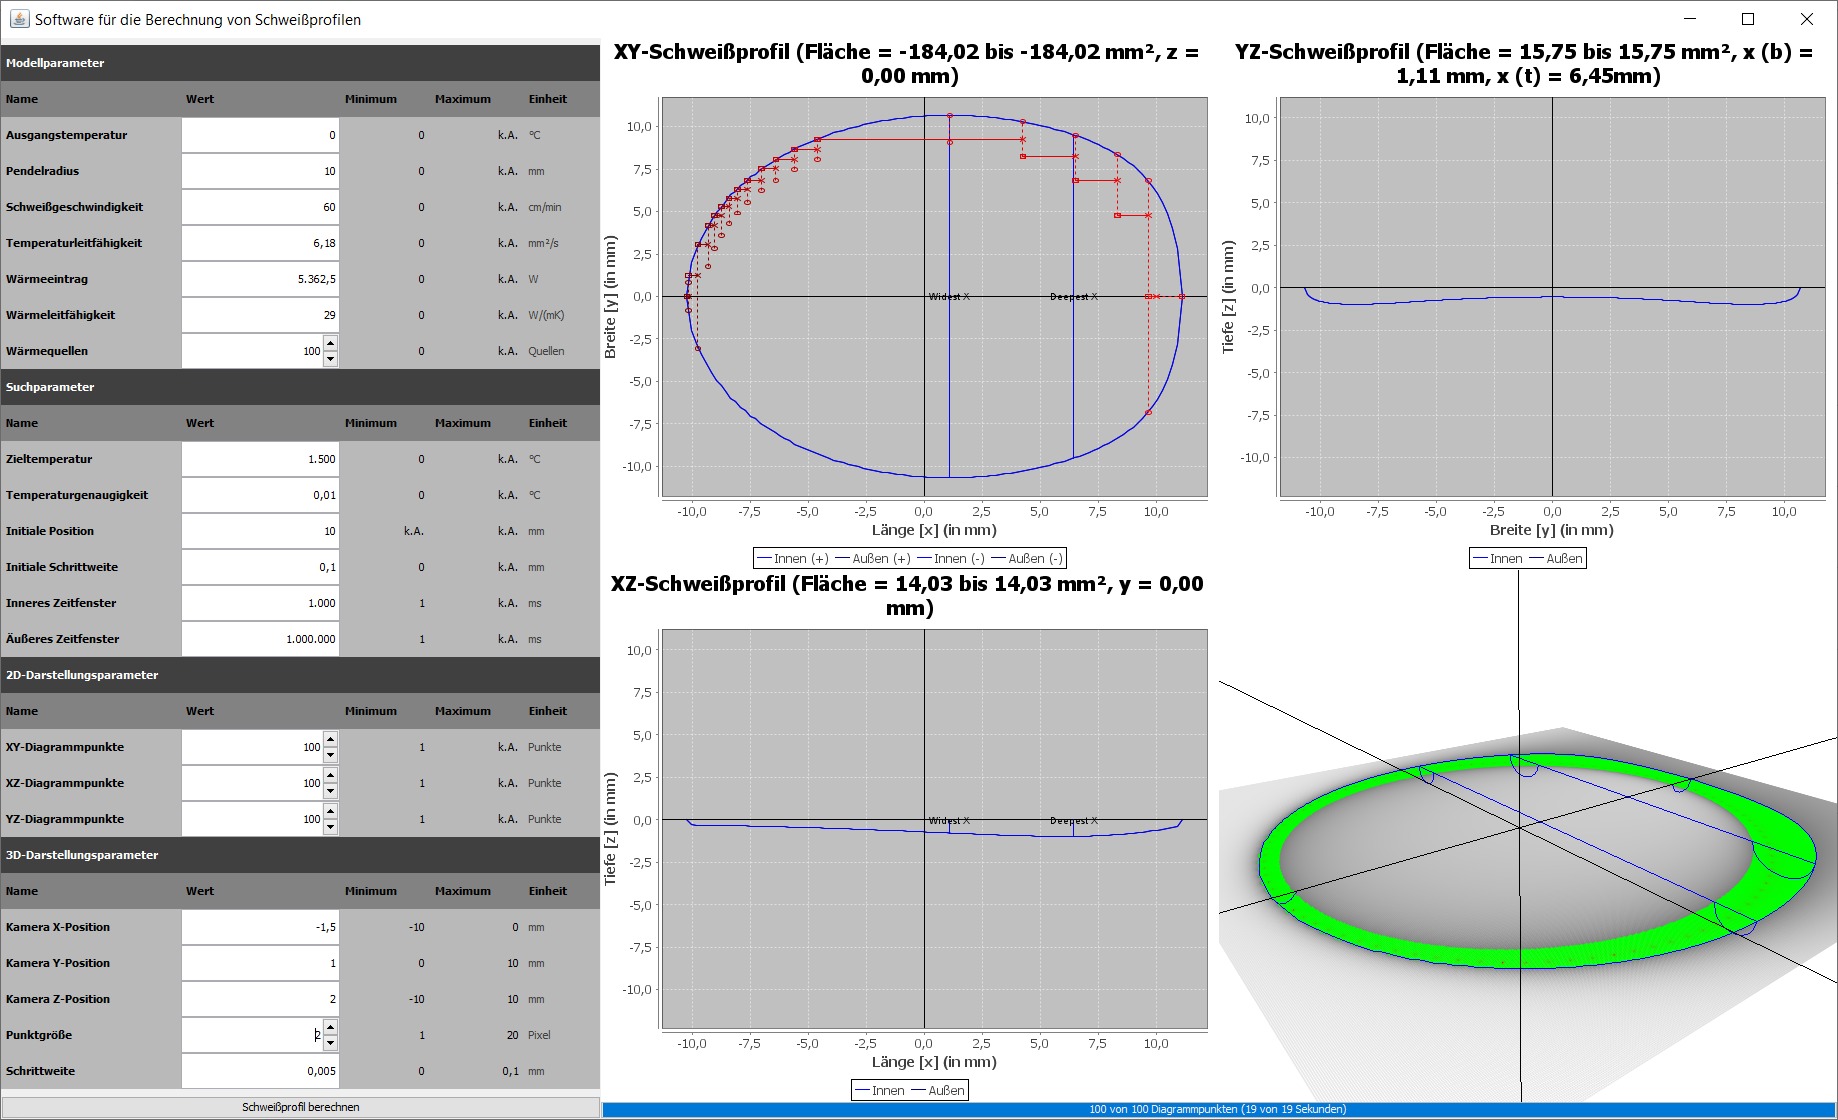 Software für die Berechnung von Schweißprofilen
Modellparameter
Name Wert Minimum Maximum Einheit
Ausgangstemperatur 0 0 k.A. °C
Pendelradius 10 0 k.A. mm
Schweißgeschwindigkeit 60 0 k.A. cm/min
Temperaturleitfähigkeit 6,18 0 k.A. mm²/s
Wärmeeintrag 5.362,5 0 k.A. W
Wärmeleitfähigkeit 29 0 k.A. W/(mK)
Wärmequellen 100 0 k.A. Quellen
Suchparameter
Name Wert Minimum Maximum Einheit
Zieltemperatur 1.500 0 k.A. °C
Temperaturgenaugigkeit 0,01 0 k.A. °C
Initiale Position 10 k.A. k.A. mm
Initiale Schrittweite 0,1 0 k.A. mm
Inneres Zeitfenster 1.000 1 k.A. ms
Äußeres Zeitfenster 1.000.000 1 k.A. ms
2D-Darstellungsparameter
Name Wert Minimum Maximum Einheit
XY-Diagrammpunkte 100 1 k.A. Punkte
XZ-Diagrammpunkte 100 1 k.A. Punkte
YZ-Diagrammpunkte 100 1 k.A. Punkte
3D-Darstellungsparameter
Name Wert Minimum Maximum Einheit
Kamera X-Position -1,5 -10 0 mm
Kamera Y-Position 1 0 10 mm
Kamera Z-Position 2 -10 10 mm
Punktgröße 2 1 20 Pixel
Schrittweite 0,005 0 0,1 mm
Schweißprofil berechnen
XY-Schweißprofil (Fläche = -184,02 bis -184,02 mm², z =
0,00 mm)
Breite [y] (in mm)
10,0
7,5
5,0
2,5
0,0
-2,5
-5,0
-7,5
-10,0
Widest X Deepest X
-10,0 -7,5 -5,0 -2,5 0,0 2,5 5,0 7,5 10,0
Länge [x] (in mm)
Innen (+) Außen (+) Innen (-) Außen (-)
YZ-Schweißprofil (Fläche = 15,75 bis 15,75 mm², x (b) =
1,11 mm, x (t) = 6,45mm)
Tiefe [z] (in mm)
10,0
7,5
5,0
2,5
0,0
-2,5
-5,0
-7,5
-10,0
-10,0 -7,5 -5,0 -2,5 0,0 2,5 5,0 7,5 10,0
Breite [y] (in mm)
Innen Außen
XZ-Schweißprofil (Fläche = 14,03 bis 14,03 mm², y = 0,00
mm)
Tiefe [z] (in mm)
10,0
7,5
5,0
2,5
0,0
-2,5
-5,0
-7,5
-10,0
Widest X Deepest X
-10,0 -7,5 -5,0 -2,5 0,0 2,5 5,0 7,5 10,0
Länge [x] (in mm)
Innen Außen
100 von 100 Diagrammpunkten (19 von 19 Sekunden)